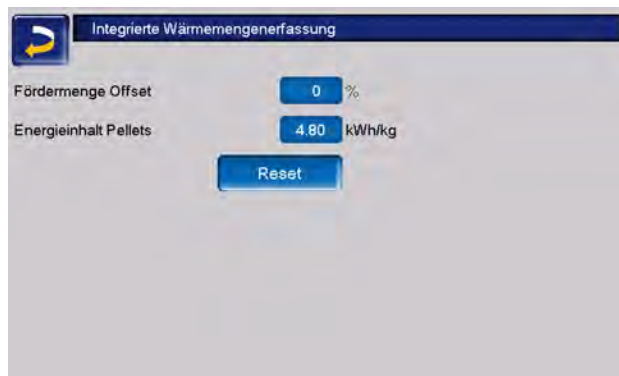 Integrierte Wärmemengenerfassung
Fördermenge Offset 0 %
Energieinhalt Pellets 4.80 kWh/kg
Reset